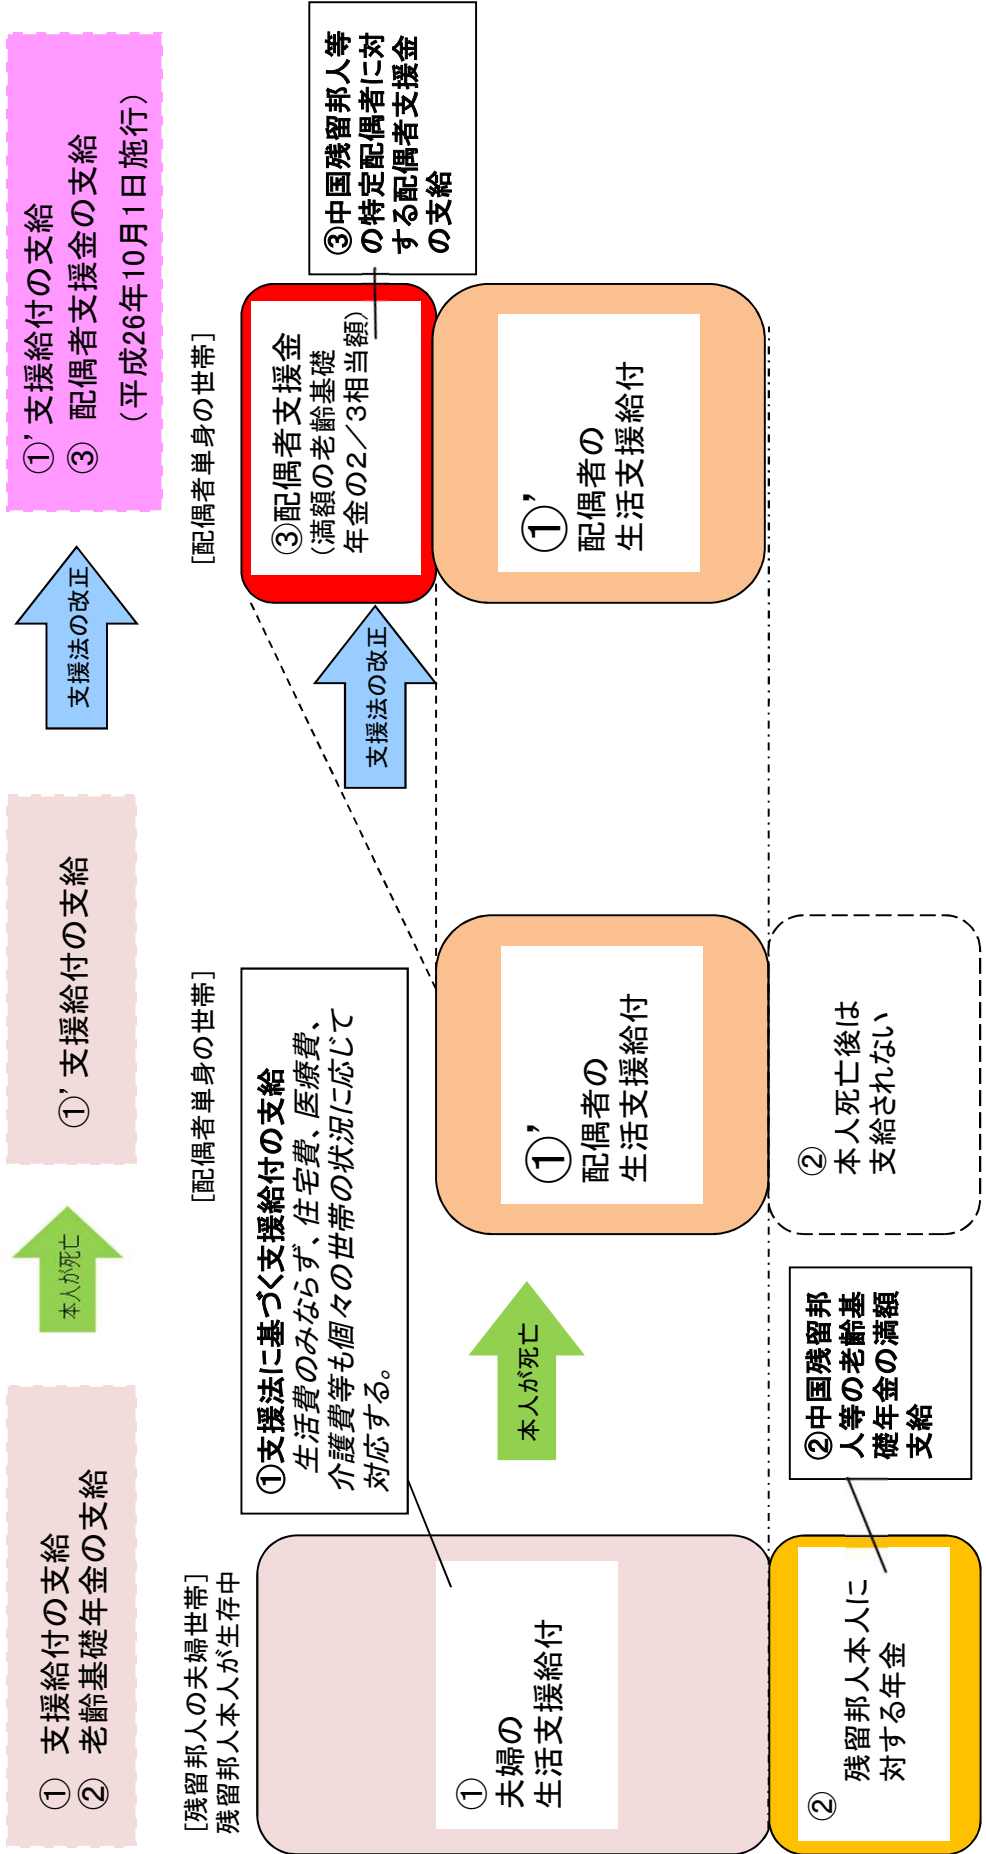 ① 支援給付の支給
② 老齢基礎年金の支給
本人が死亡
①’支援給付の支給
支援法の改正
①’支援給付の支給
③ 配偶者支援金の支給
（平成26年10月1日施行）
[残留邦人の夫婦世帯]
残留邦人本人が生存中
[配偶者単身の世帯]
[配偶者単身の世帯]
①支援法に基づく支援給付の支給
生活費のみならず、住宅費、医療費、
介護費等も個々の世帯の状況に応じて
対応する。
①
夫婦の
生活支援給付
②
残留邦人本人に
対する年金
②中国残留邦
人等の老齢基
礎年金の満額
支給
本人が死亡
①’
配偶者の
生活支援給付
②
本人死亡後は
支給されない
支援法の改正
③配偶者支援金
（満額の老齢基礎
年金の２／３相当額）
①’
配偶者の
生活支援給付
③中国残留邦人等
の特定配偶者に対
する配偶者支援金
の支給